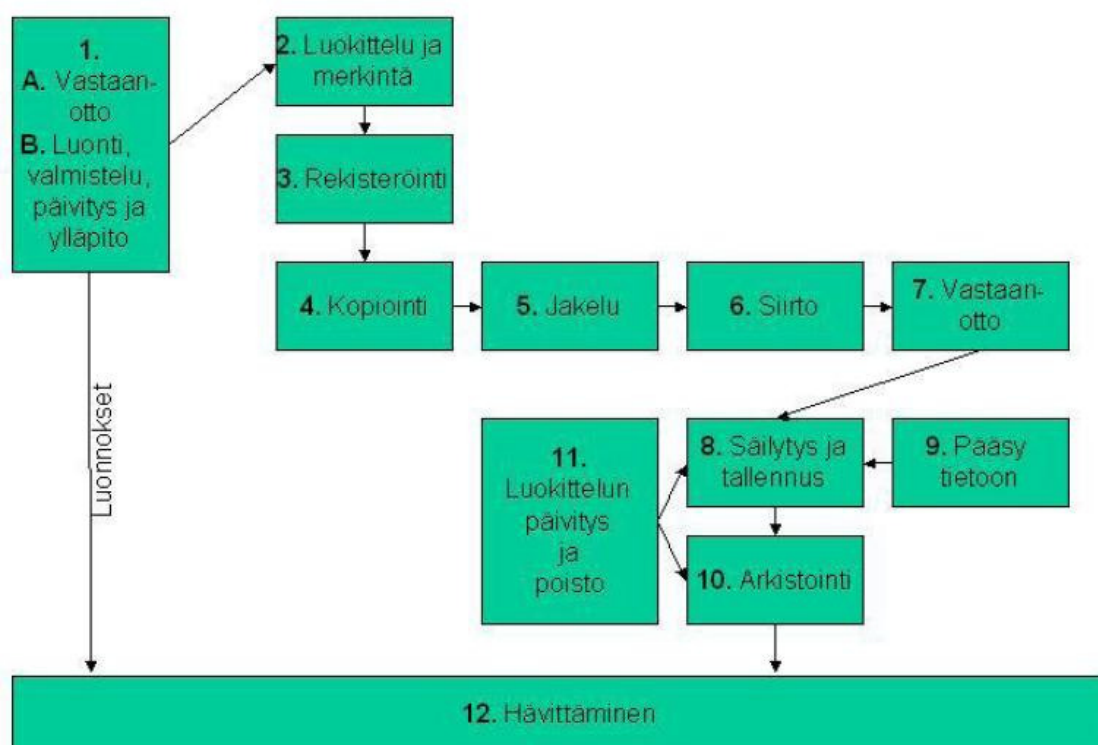 1.
A. Vastaan-
otto
B. Luonti,
valmistelu,
päivitys ja
ylläpito
2. Luokittelu ja
merkintä
3. Rekisteröinti
4. Kopiointi
5. Jakelu
6. Siirto
7. Vastaan-
otto
Luonnokset
11.
Luokittelun
päivitys
ja
poisto
8. Säilytys ja
tallennus
9. Pääsy
tietoon
10. Arkistointi
12. Hävittäminen